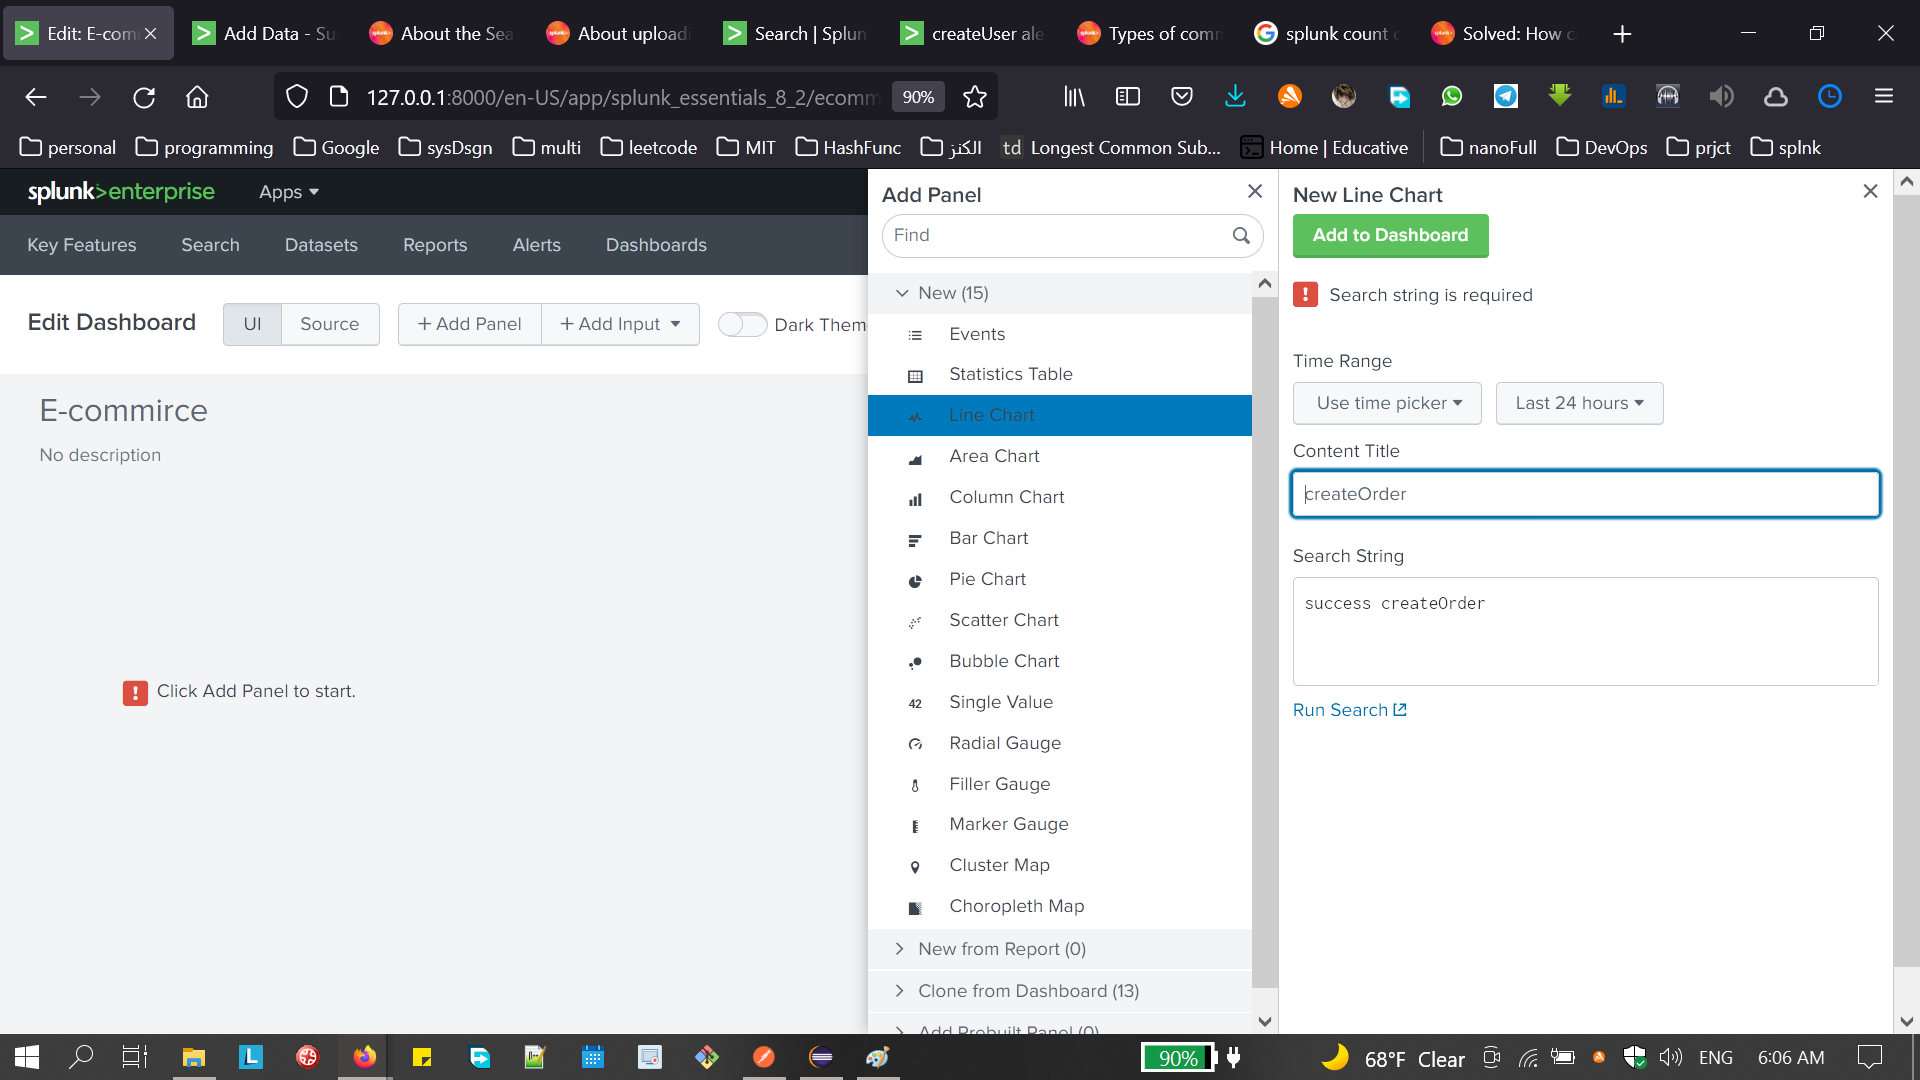 Edit: E-com
Add Data - Su
About the Sea
About uploadi
Search | Splun
createUser ale
Types of comm
splunk count o
Solved: How c
127.0.0.1:8000/en-US/app/splunk_essentials_8_2/ecomm
90%
personal
programming
Google
sysDsgn
multi
leetcode
MIT
HashFunc
الكنز
td Longest Common Sub...
Home | Educative
nanoFull
DevOps
prjct
splnk
splunk>enterprise
Apps
Key Features
Search
Datasets
Reports
Alerts
Dashboards
Edit Dashboard
UI
Source
+ Add Panel
+ Add Input
Dark Them
E-commirce
No description
! Click Add Panel to start.
Add Panel
Find
New (15)
Events
Statistics Table
Line Chart
Area Chart
Column Chart
Bar Chart
Pie Chart
Scatter Chart
Bubble Chart
42 Single Value
Radial Gauge
Filler Gauge
Marker Gauge
Cluster Map
Choropleth Map
New from Report (0)
Clone from Dashboard (13)
Add Prebuilt Panel (0)
New Line Chart
Add to Dashboard
! Search string is required
Time Range
Use time picker
Last 24 hours
Content Title
createOrder
Search String
success createOrder
Run Search
L
90%
68°F Clear
ENG
6:06 AM